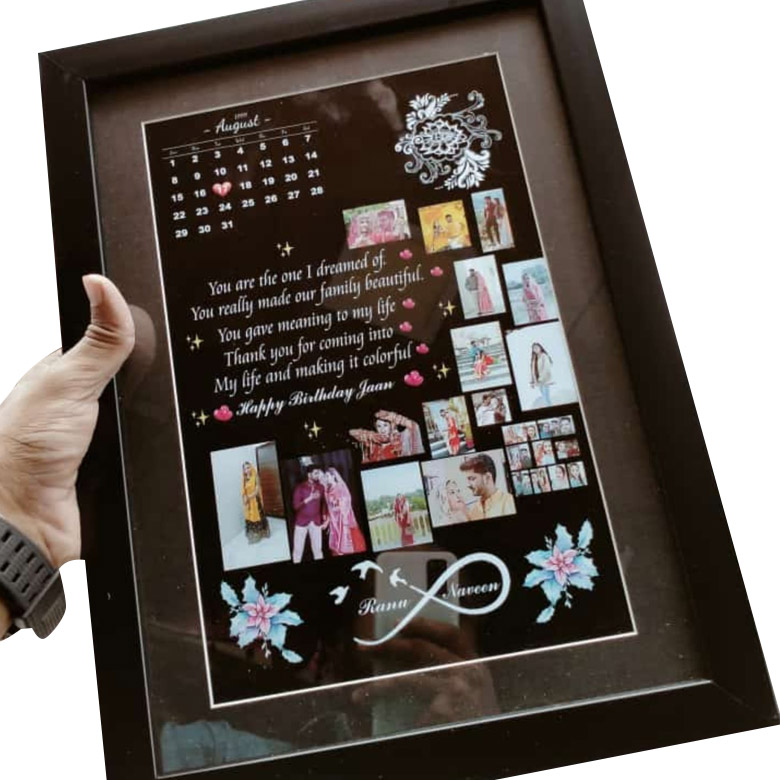 - August -
1 2 3 4 5 6 7
8 9 10 11 12 13 14
15 16 17 18 19 20 21
22 23 24 25 26 27 28
29 30 31
You are the one I dreamed of.
You really made our family beautiful.
You gave meaning to my life
Thank you for coming into
My life and making it colorful
Happy Birthday Jaan
Ranu Naveen